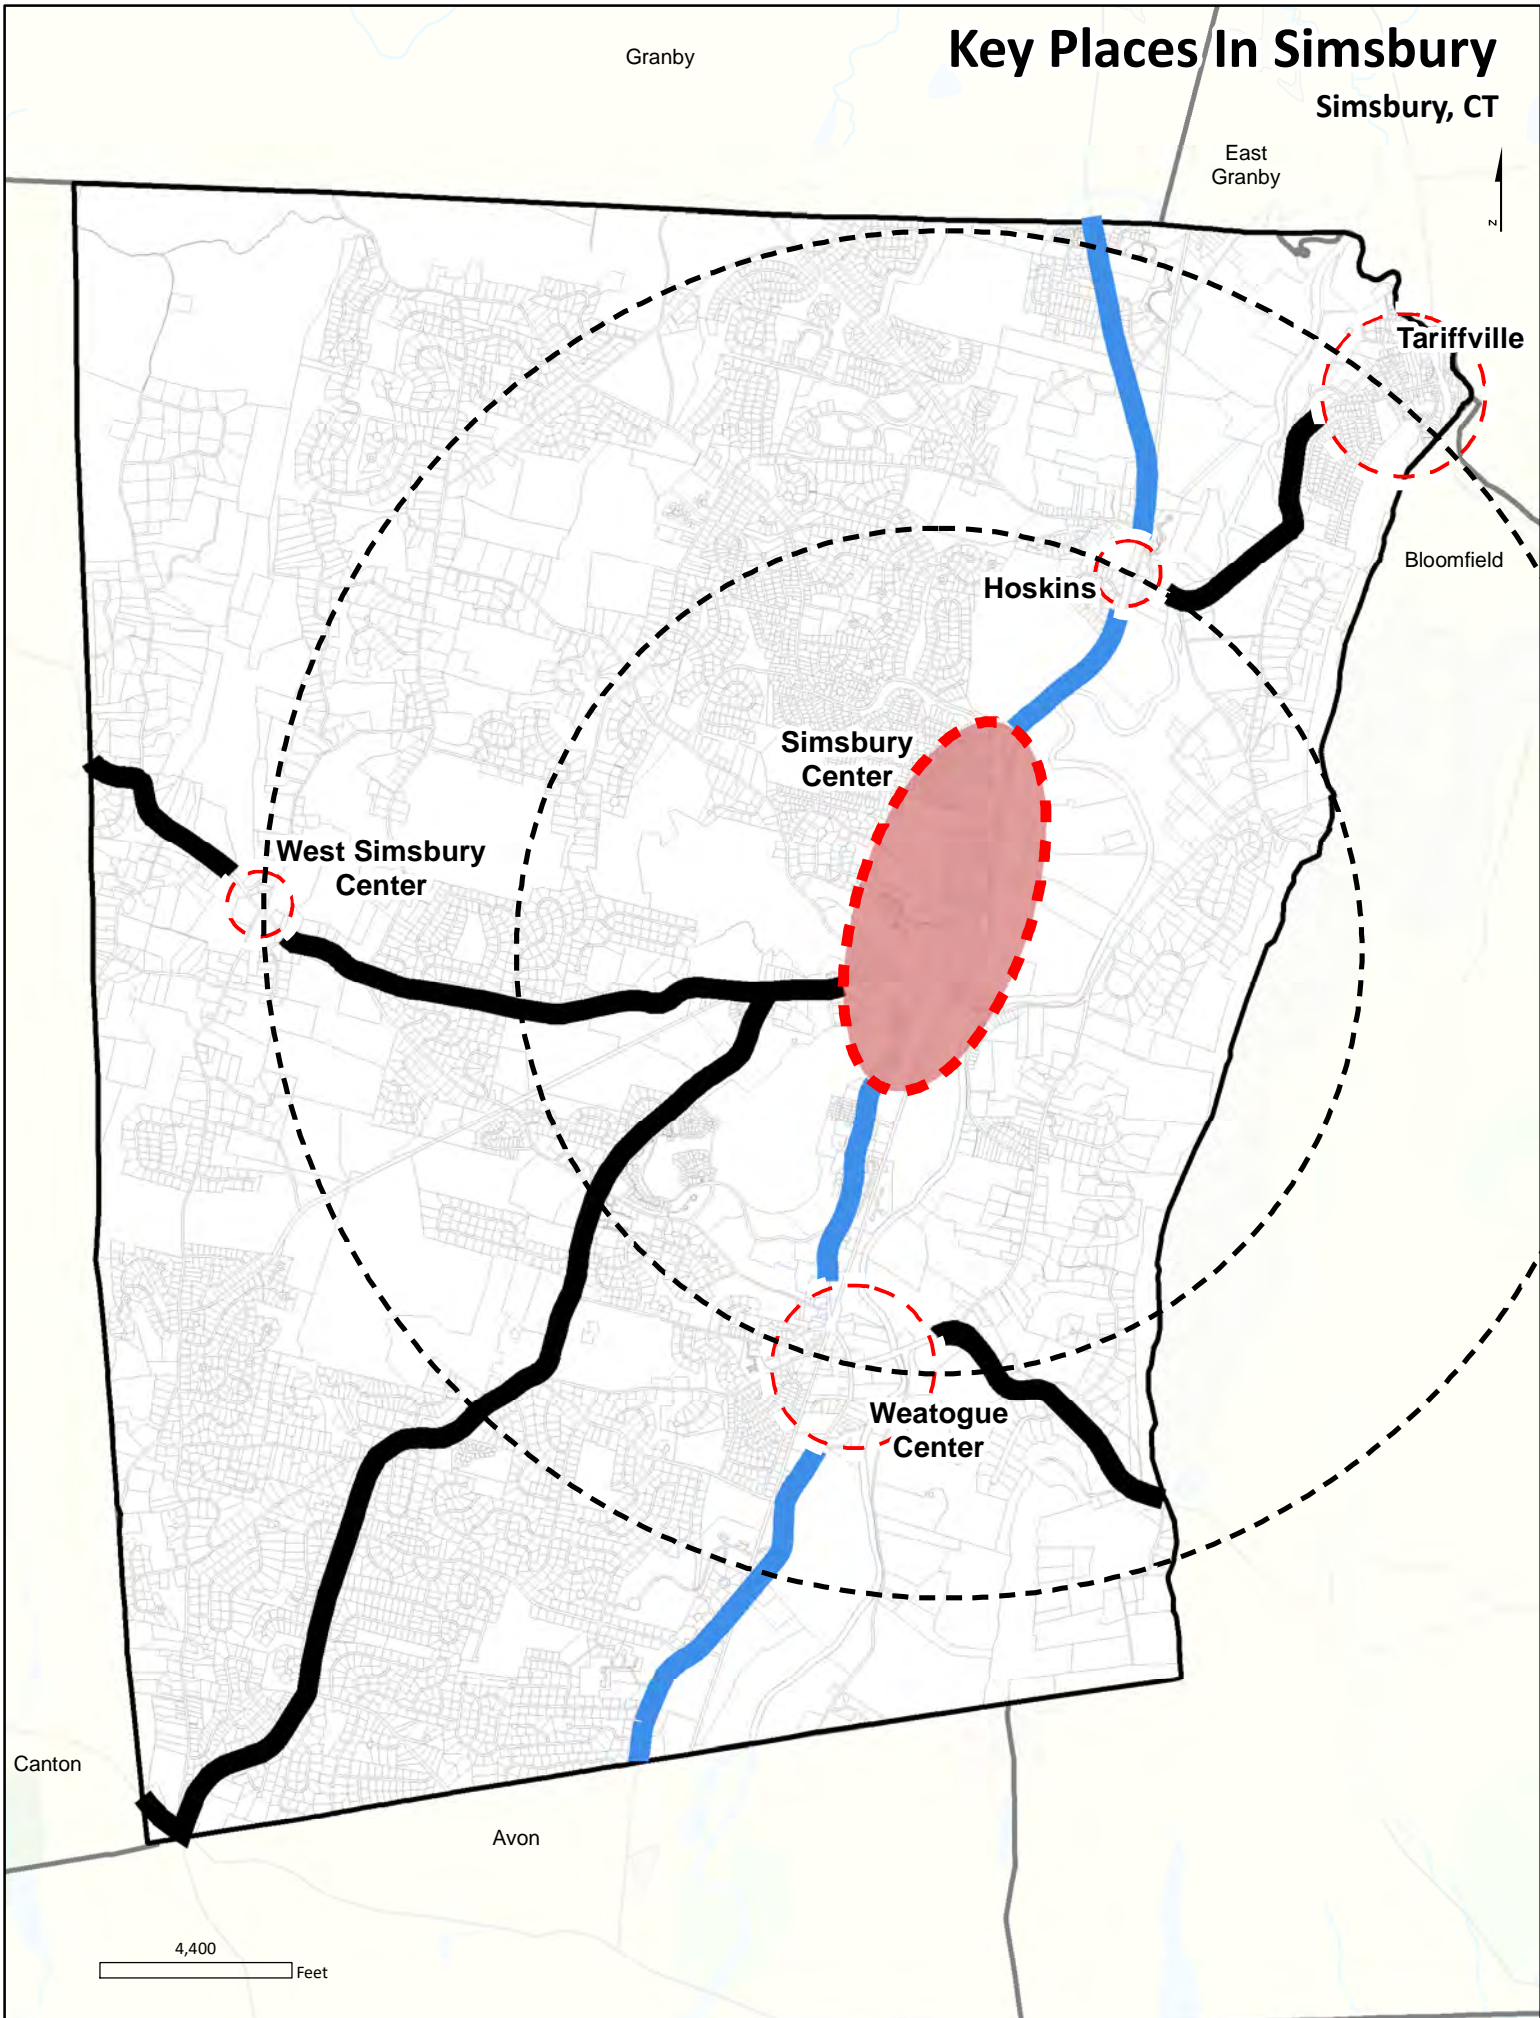 Key Places In Simsbury
Simsbury, CT
Granby
East
Granby
z
Tariffville
Bloomfield
Hoskins
Simsbury
Center
West Simsbury
Center
Weatogue
Center
Canton
Avon
4,400
Feet